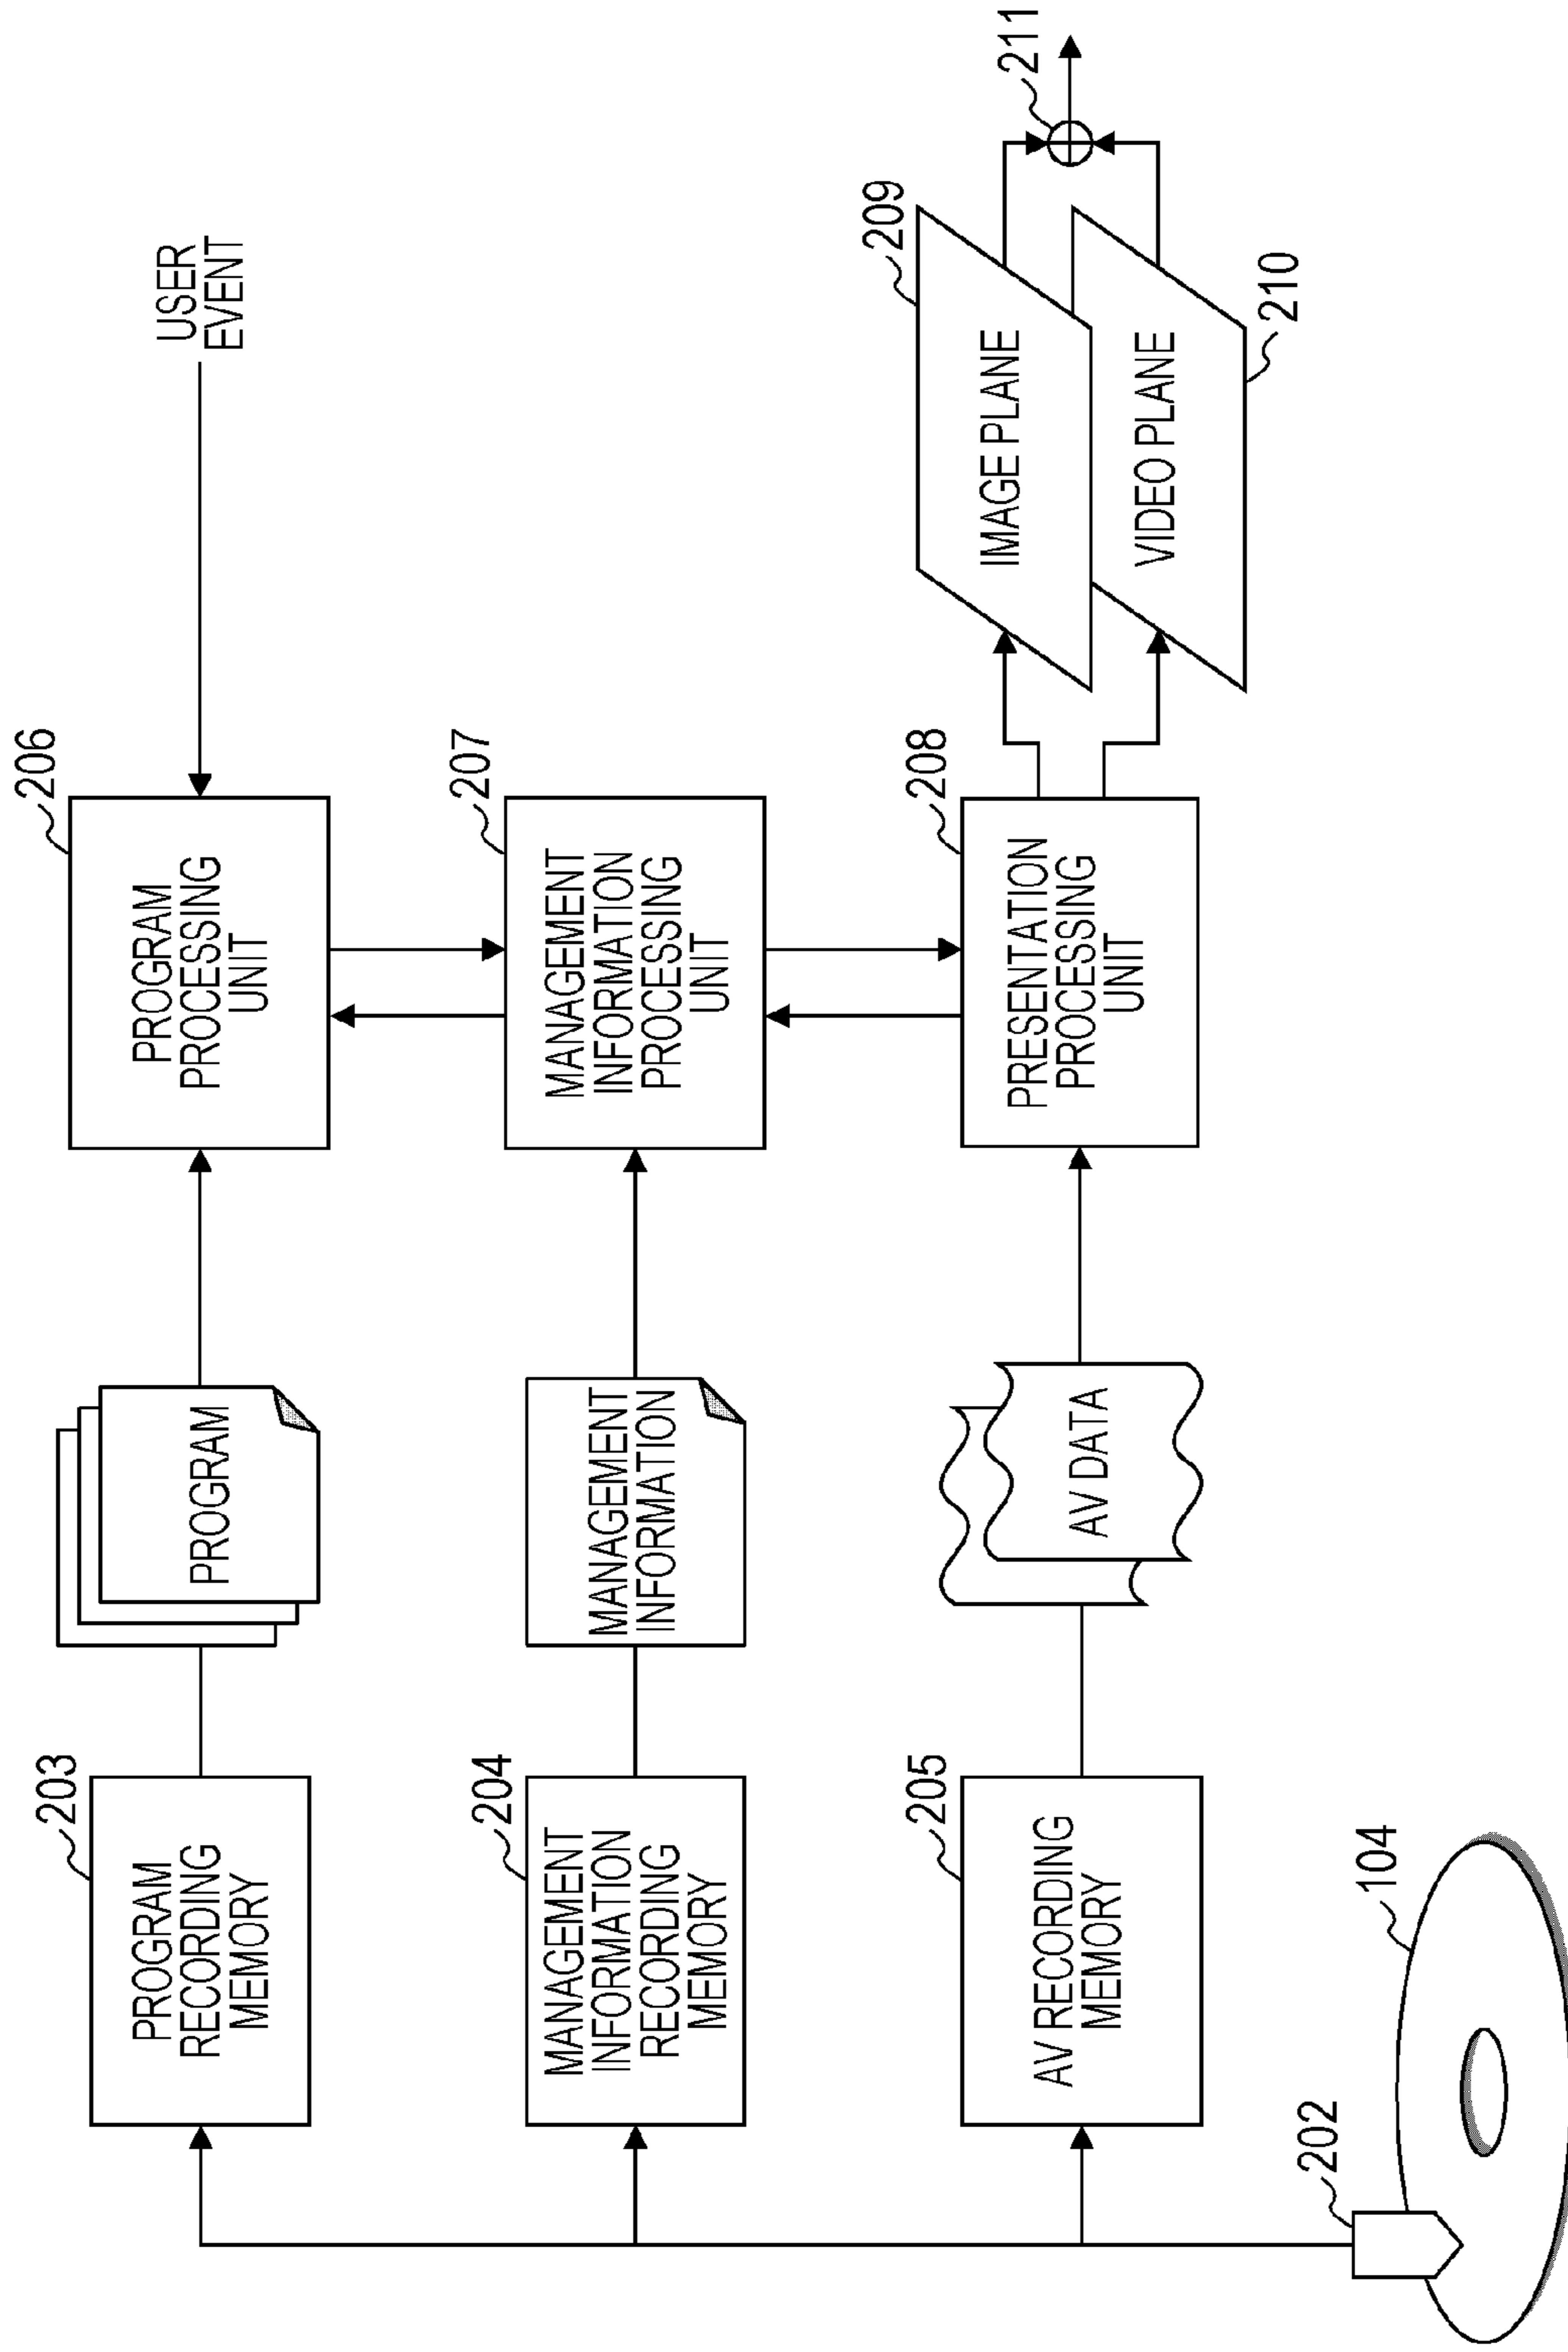 203
PROGRAM
RECORDING
MEMORY
PROGRAM
206
PROGRAM
PROCESSING
UNIT
USER
EVENT
204
MANAGEMENT
INFORMATION
RECORDING
MEMORY
MANAGEMENT
INFORMATION
207
MANAGEMENT
INFORMATION
PROCESSING
UNIT
205
AV RECORDING
MEMORY
AV DATA
208
PRESENTATION
PROCESSING
UNIT
209
IMAGE PLANE
211
VIDEO PLANE
210
202
104